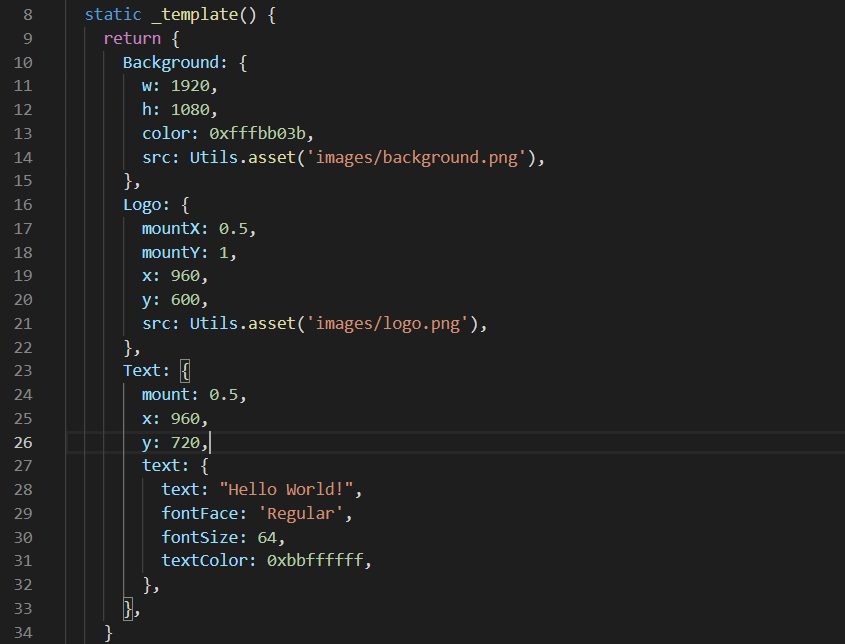 8 static _template() {
9 return {
10 Background: {
11 w: 1920,
12 h: 1080,
13 color: 0xfffbb03b,
14 src: Utils.asset('images/background.png'),
15 },
16 Logo: {
17 mountX: 0.5,
18 mountY: 1,
19 x: 960,
20 y: 600,
21 src: Utils.asset('images/logo.png'),
22 },
23 Text: {
24 mount: 0.5,
25 x: 960,
26 y: 720,
27 text: {
28 text: "Hello World!",
29 fontFace: 'Regular',
30 fontSize: 64,
31 textColor: 0xbbffffff,
32 },
33 },
34 }